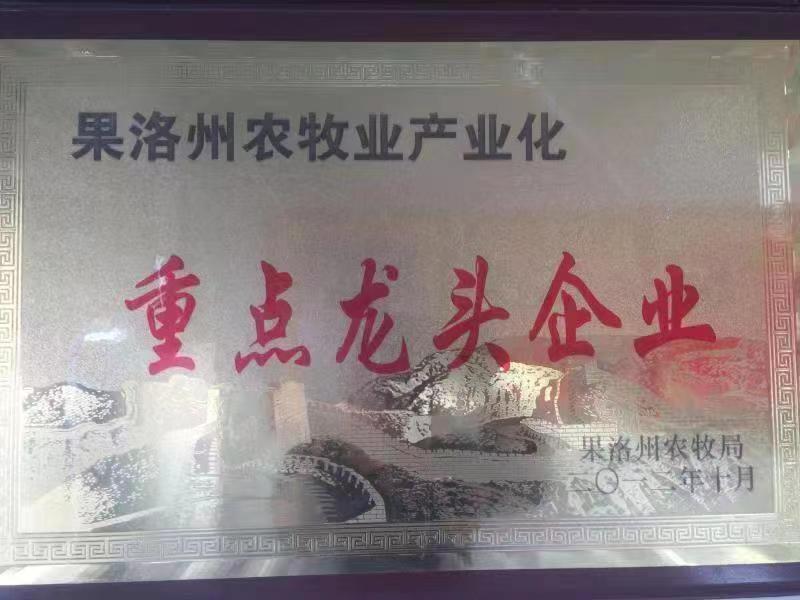 果洛州农牧业产业化
重点龙头企业
果洛州农牧局
二〇一二年十月